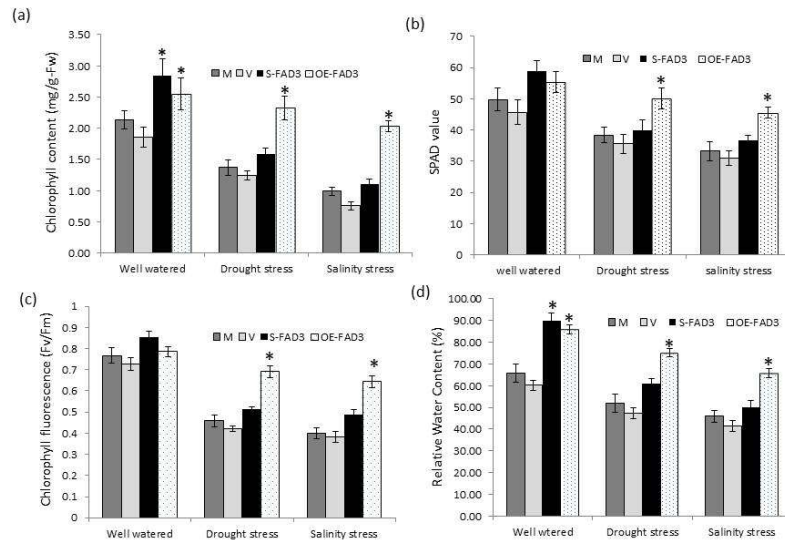 (a)
Chlorophyll content (mg/g-Fw)
3.50
3.00
2.50
2.00
1.50
1.00
0.50
0.00
M V S-FAD3 OE-FAD3
* * * *
Well watered Drought stress Salinity stress
(b)
SPAD value
70
60
50
40
30
20
10
0
M V S-FAD3 OE-FAD3
* *
well watered Drought stress salinity stress
(c)
Chlorophyll fluorescence (Fv/Fm)
1
0.9
0.8
0.7
0.6
0.5
0.4
0.3
0.2
0.1
0
M V S-FAD3 OE-FAD3
* *
Well watered Drought stress Salinity stress
(d)
Relative Water Content (%)
100.00
90.00
80.00
70.00
60.00
50.00
40.00
30.00
20.00
10.00
0.00
M V S-FAD3 OE-FAD3
* * * *
Well wtered Drought stress Salinity stress